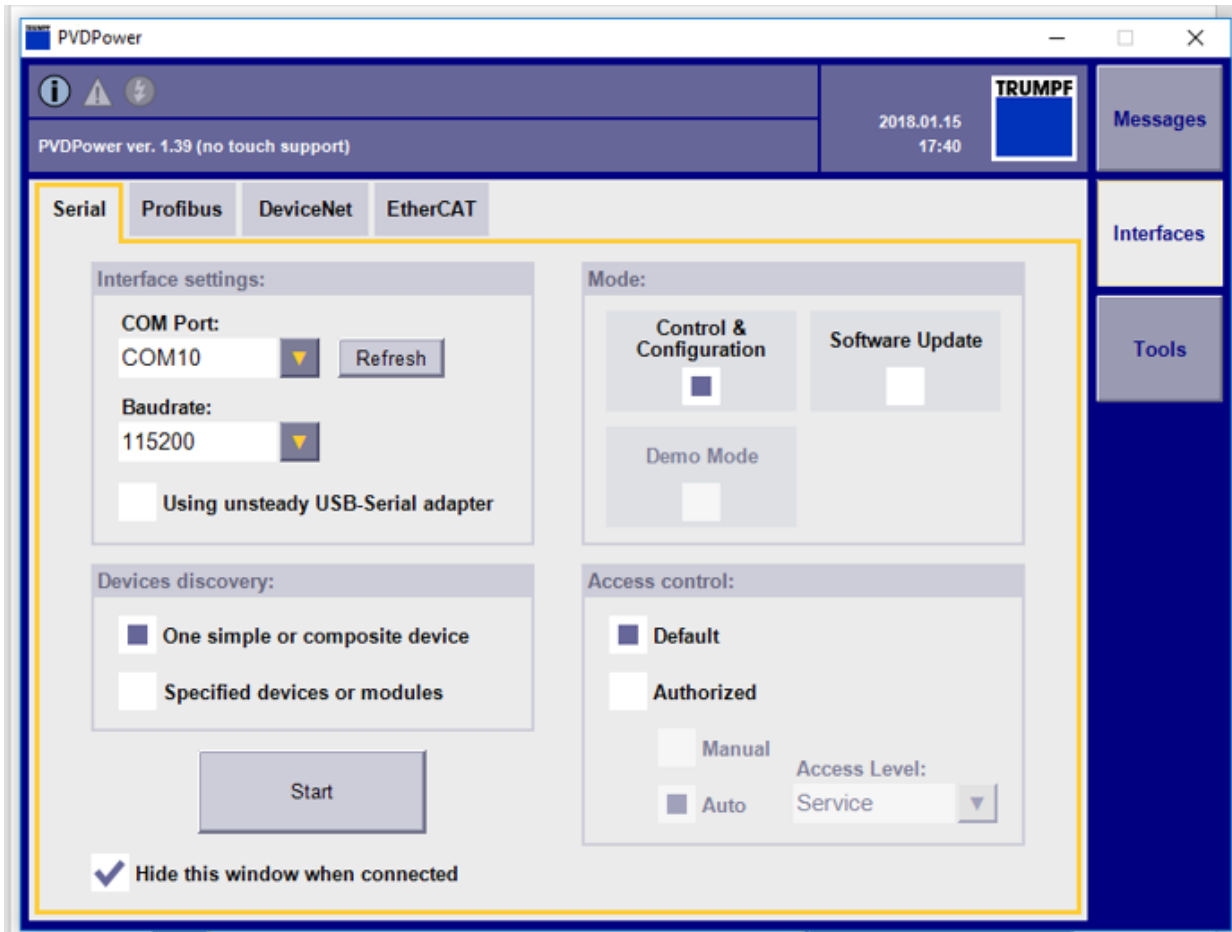 PVDPower
PVDPower ver. 1.39 (no touch support)
2018.01.15
17:40
TRUMPF
Messages
Interfaces
Tools
Serial
Profibus
DeviceNet
EtherCAT
Interface settings:
COM Port:
COM10
Refresh
Baudrate:
115200
Using unsteady USB-Serial adapter
Mode:
Control &
Configuration
Software Update
Demo Mode
Devices discovery:
One simple or composite device
Specified devices or modules
Access control:
Default
Authorized
Manual
Auto
Access Level:
Service
Start
Hide this window when connected